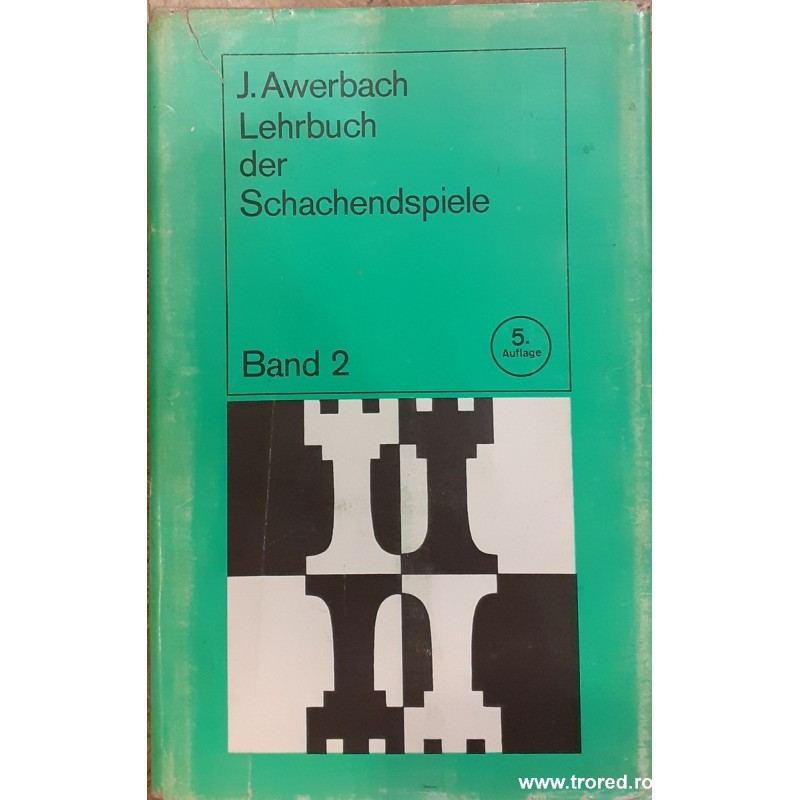 J. Awerbach
Lehrbuch
der
Schachendspiele
Band 2
5.
Auflage
www.trored.ro